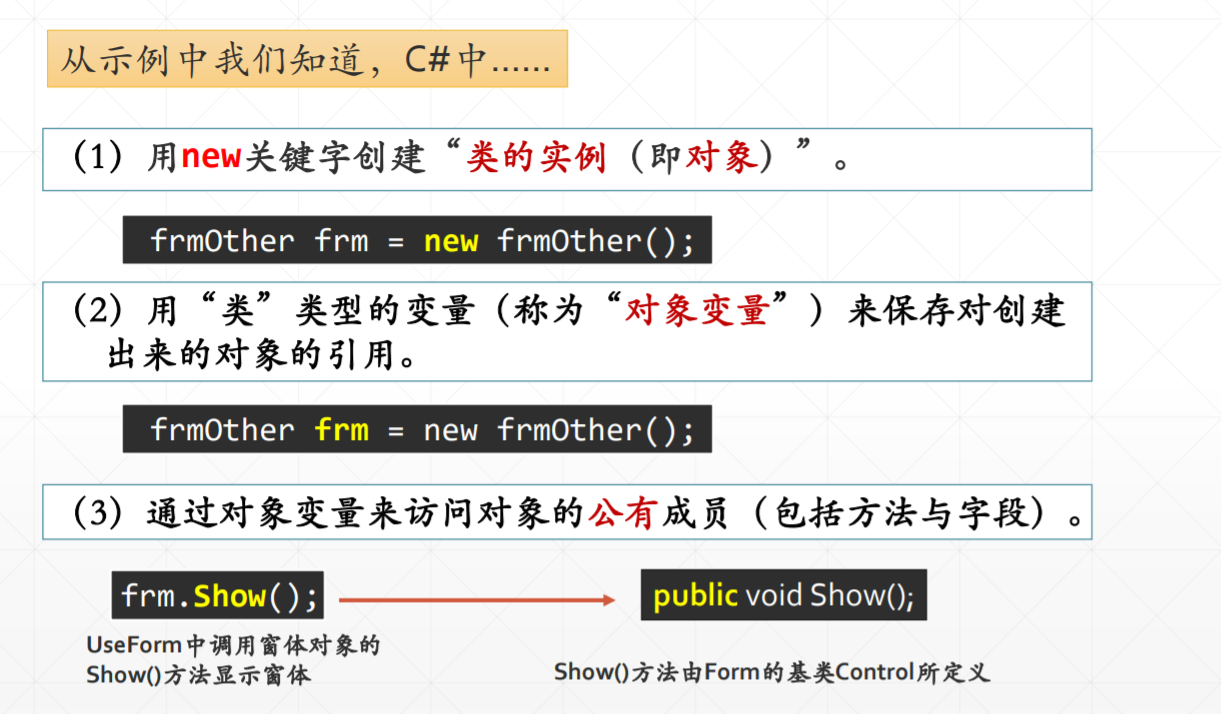 从示例中我们知道，C#中……
（1）用new关键字创建“类的实例（即对象）”。
frmOther frm = new frmOther();
（2）用“类”类型的变量（称为“对象变量”）来保存对创建
出来的对象的引用。
frmOther frm = new frmOther();
（3）通过对象变量来访问对象的公有成员（包括方法与字段）。
frm.Show();
public void Show();
UseForm中调用窗体对象的
Show()方法显示窗体
Show()方法由Form的基类Control所定义